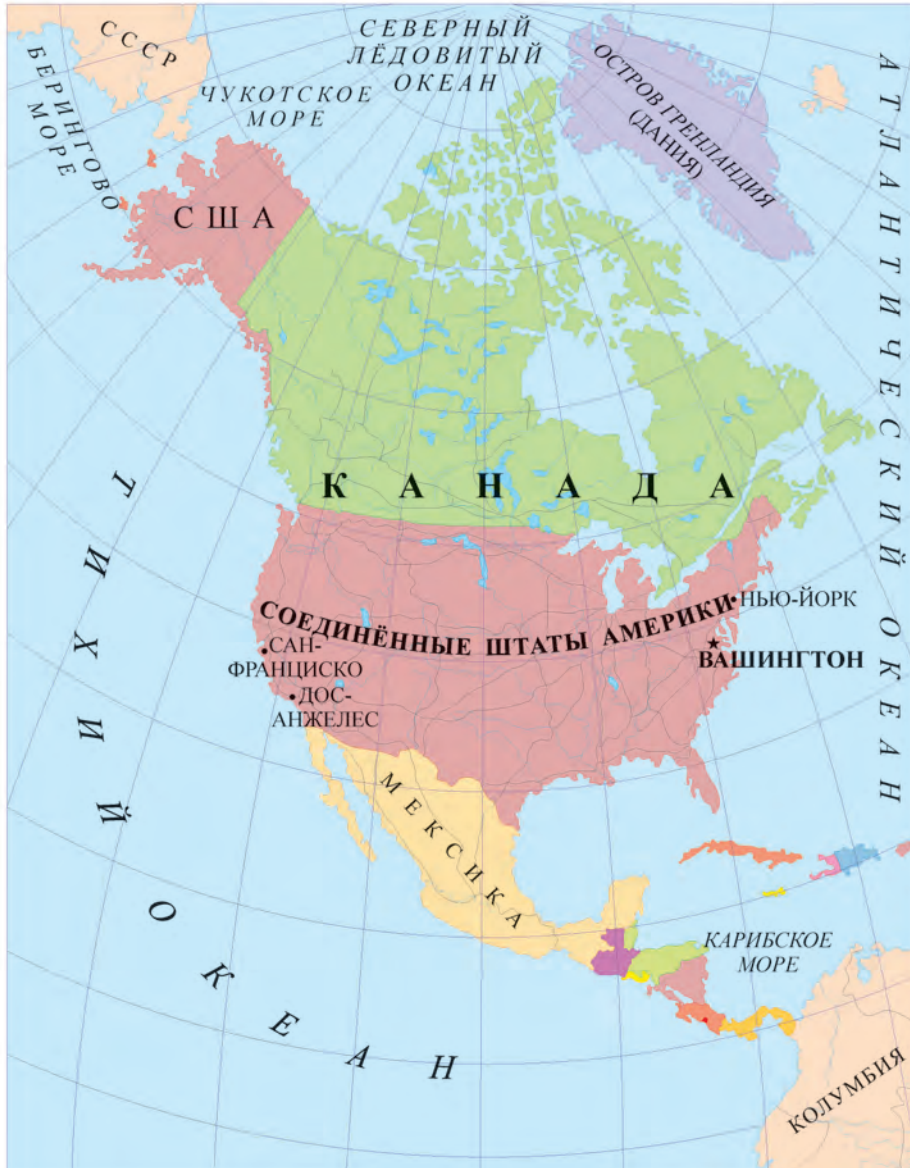 СССР
БЕРИНГОВО
МОРЕ
ЧУКОТСКОЕ
МОРЕ
СЕВЕРНЫЙ
ЛЁДОВИТЫЙ
ОКЕАН
ОСТРОВ ГРЕНЛАНДИЯ
(ДАНИЯ)
АТЛАНТИЧЕСКИЙ ОКЕАН
США
КАНАДА
ТИХИЙ ОКЕАН
СОЕДИНЁННЫЕ ШТАТЫ АМЕРИКИ
НЬЮ-ЙОРК
ВАШИНГТОН
САН-
ФРАНЦИСКО
ДОС-
АНЖЕЛЕС
МЕКСИКА
КАРИБСКОЕ
МОРЕ
КОЛУМБИЯ